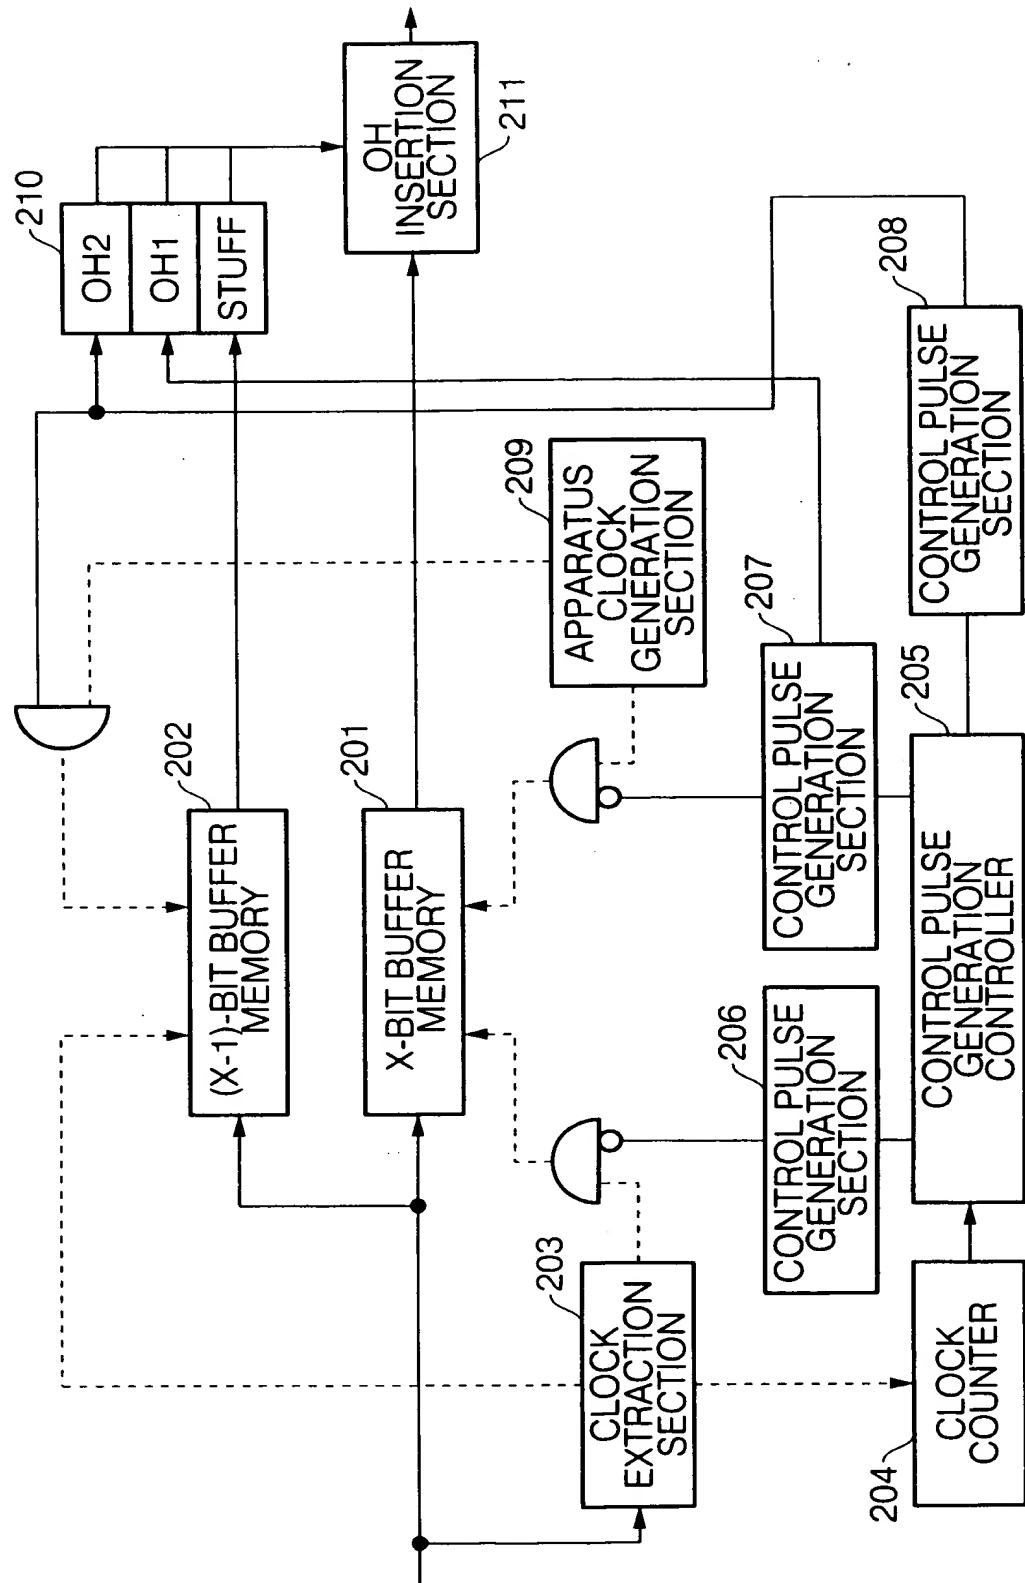 210
OH2
OH1
STUFF
OH
INSERTION
SECTION
211
202
(X-1)-BIT BUFFER
MEMORY
201
X-BIT BUFFER
MEMORY
209
APPARATUS
CLOCK
GENERATION
SECTION
203
CLOCK
EXTRACTION
SECTION
206
CONTROL PULSE
GENERATION
SECTION
207
CONTROL PULSE
GENERATION
SECTION
208
CONTROL PULSE
GENERATION
SECTION
204
CLOCK
COUNTER
205
CONTROL PULSE
GENERATION
CONTROLLER